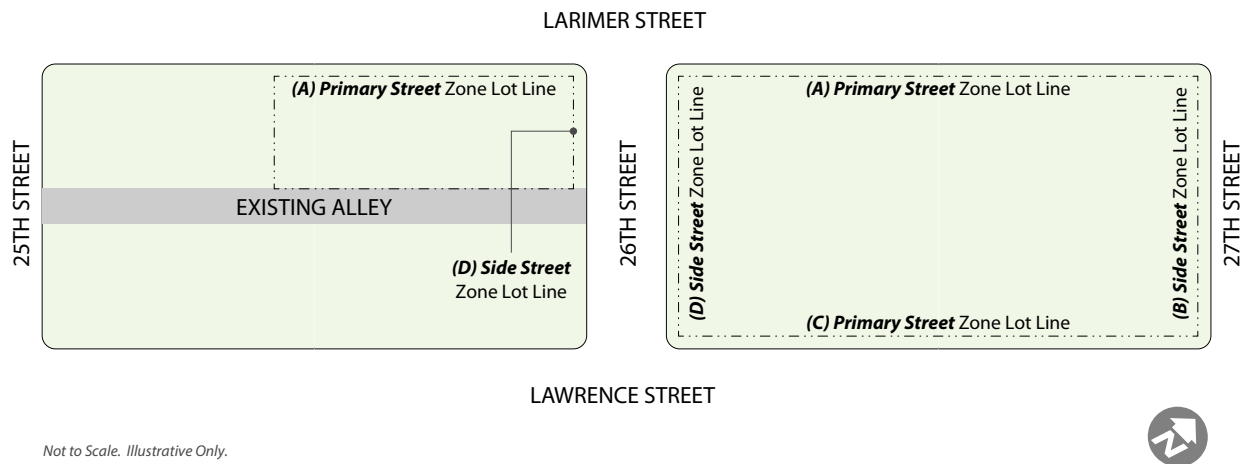 LARIMER STREET
(A) Primary Street Zone Lot Line
25TH STREET
EXISTING ALLEY
(D) Side Street
Zone Lot Line
26TH STREET
(A) Primary Street Zone Lot Line
(D) Side Street Zone Lot Line
(B) Side Street Zone Lot Line
(C) Primary Street Zone Lot Line
27TH STREET
LAWRENCE STREET
Not to Scale. Illustrative Only.
N